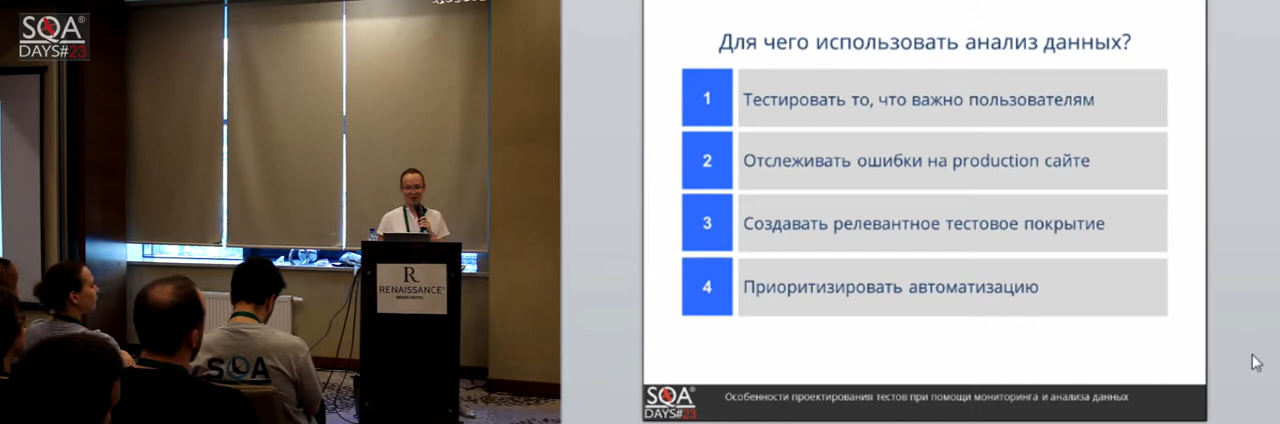 SQA®
DAYS#23
R
RENAISSANCE®
MINSK HOTEL
SQA
Для чего использовать анализ данных?
1 Тестировать то, что важно пользователям
2 Отслеживать ошибки на production сайте
3 Создавать релевантное тестовое покрытие
4 Приоритизировать автоматизацию
SQA®
DAYS#23
Особенности проектирования тестов при помощи мониторинга и анализа данных